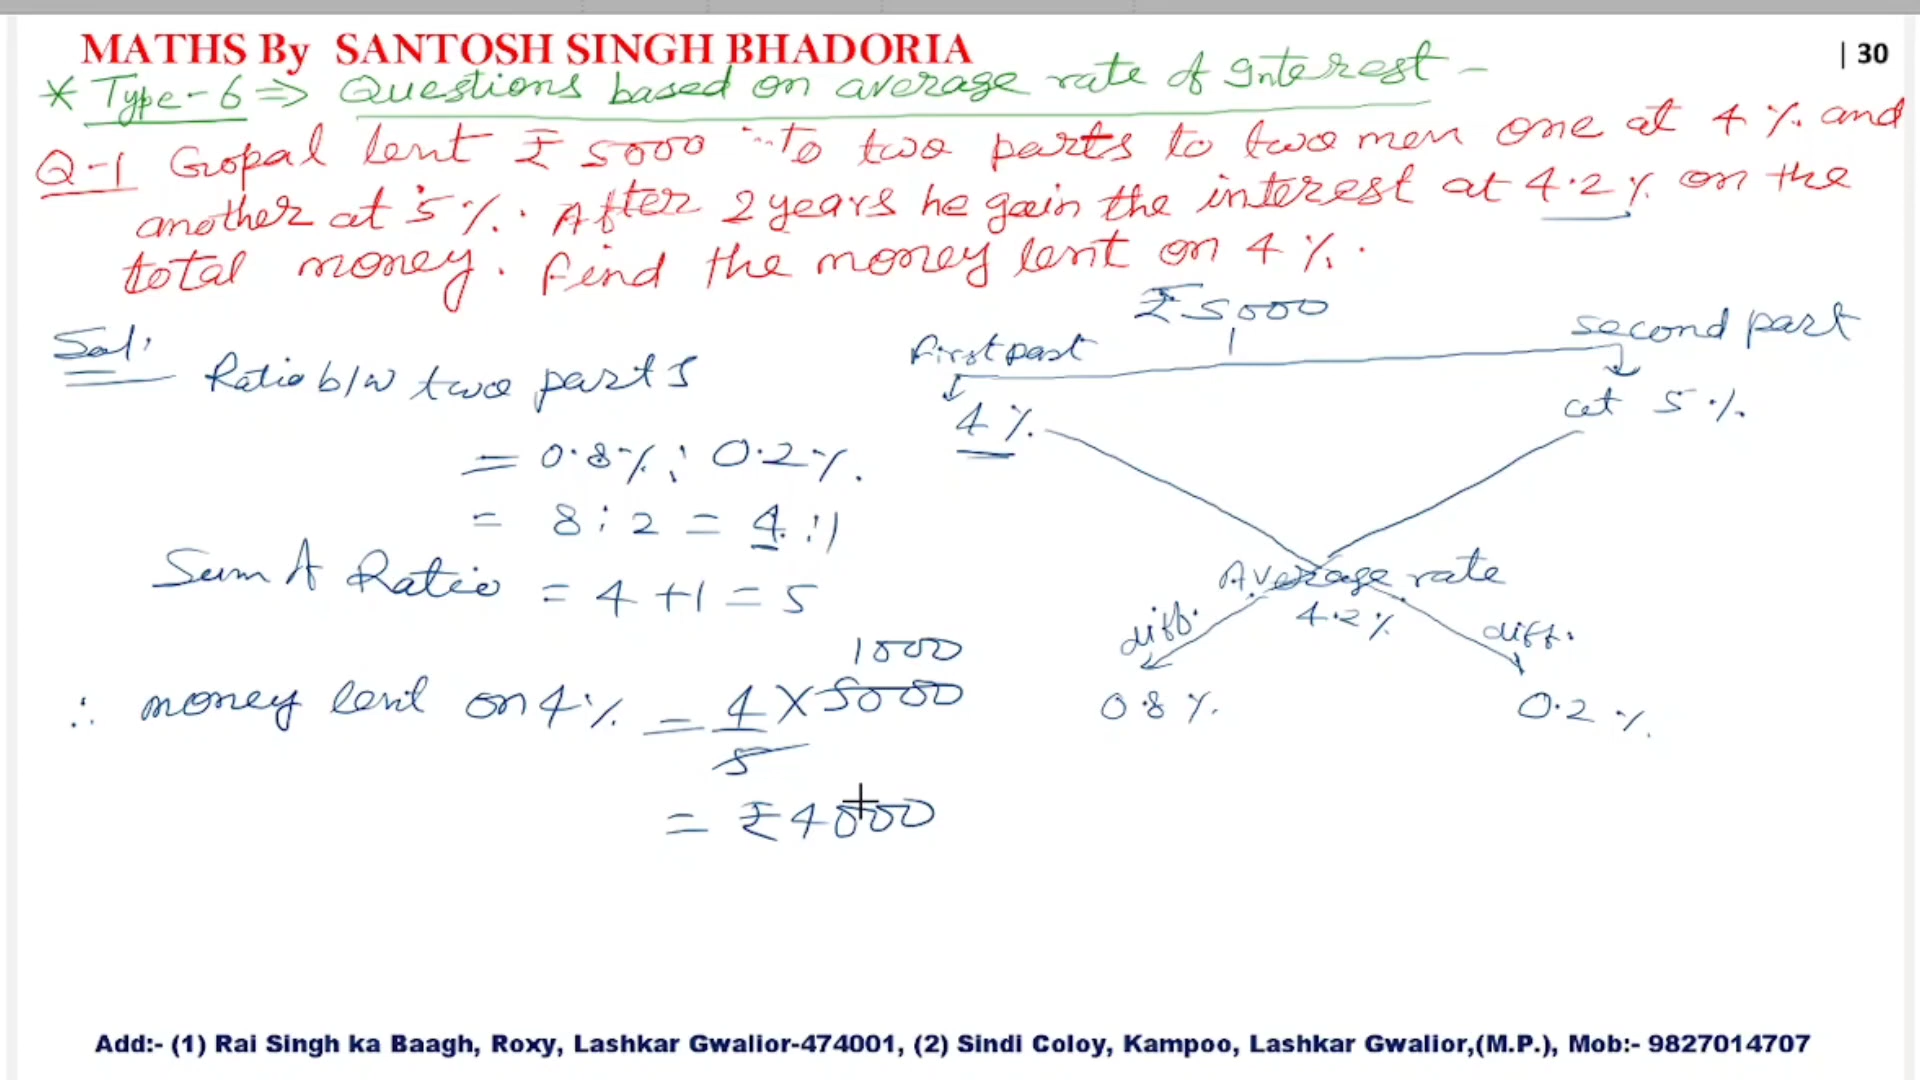 MATHS By SANTOSH SINGH BHADORIA
| 30
* Type-6 ⇒ Questions based on average rate of Interest -
Q-1 Gopal lent ₹ 5000 into two parts to two men one at 4 % and
another at 5 %. After 2 years he gain the interest at 4.2 % on the
total money. find the money lent on 4 %.
Sol.
₹ 5000
First part
second part
4 %.
at 5 %.
Ratio b/w two parts
= 0.8 % : 0.2 %.
= 8 : 2 = 4 : 1
Sum of Ratio = 4 + 1 = 5
Average rate
4.2 %
diff.
diff.
0.8 %.
0.2 %.
1000
∴ money lent on 4 % = 4 × 5000
5
= ₹ 4000
Add:- (1) Rai Singh ka Baagh, Roxy, Lashkar Gwalior-474001, (2) Sindi Coloy, Kampoo, Lashkar Gwalior,(M.P.), Mob:- 9827014707